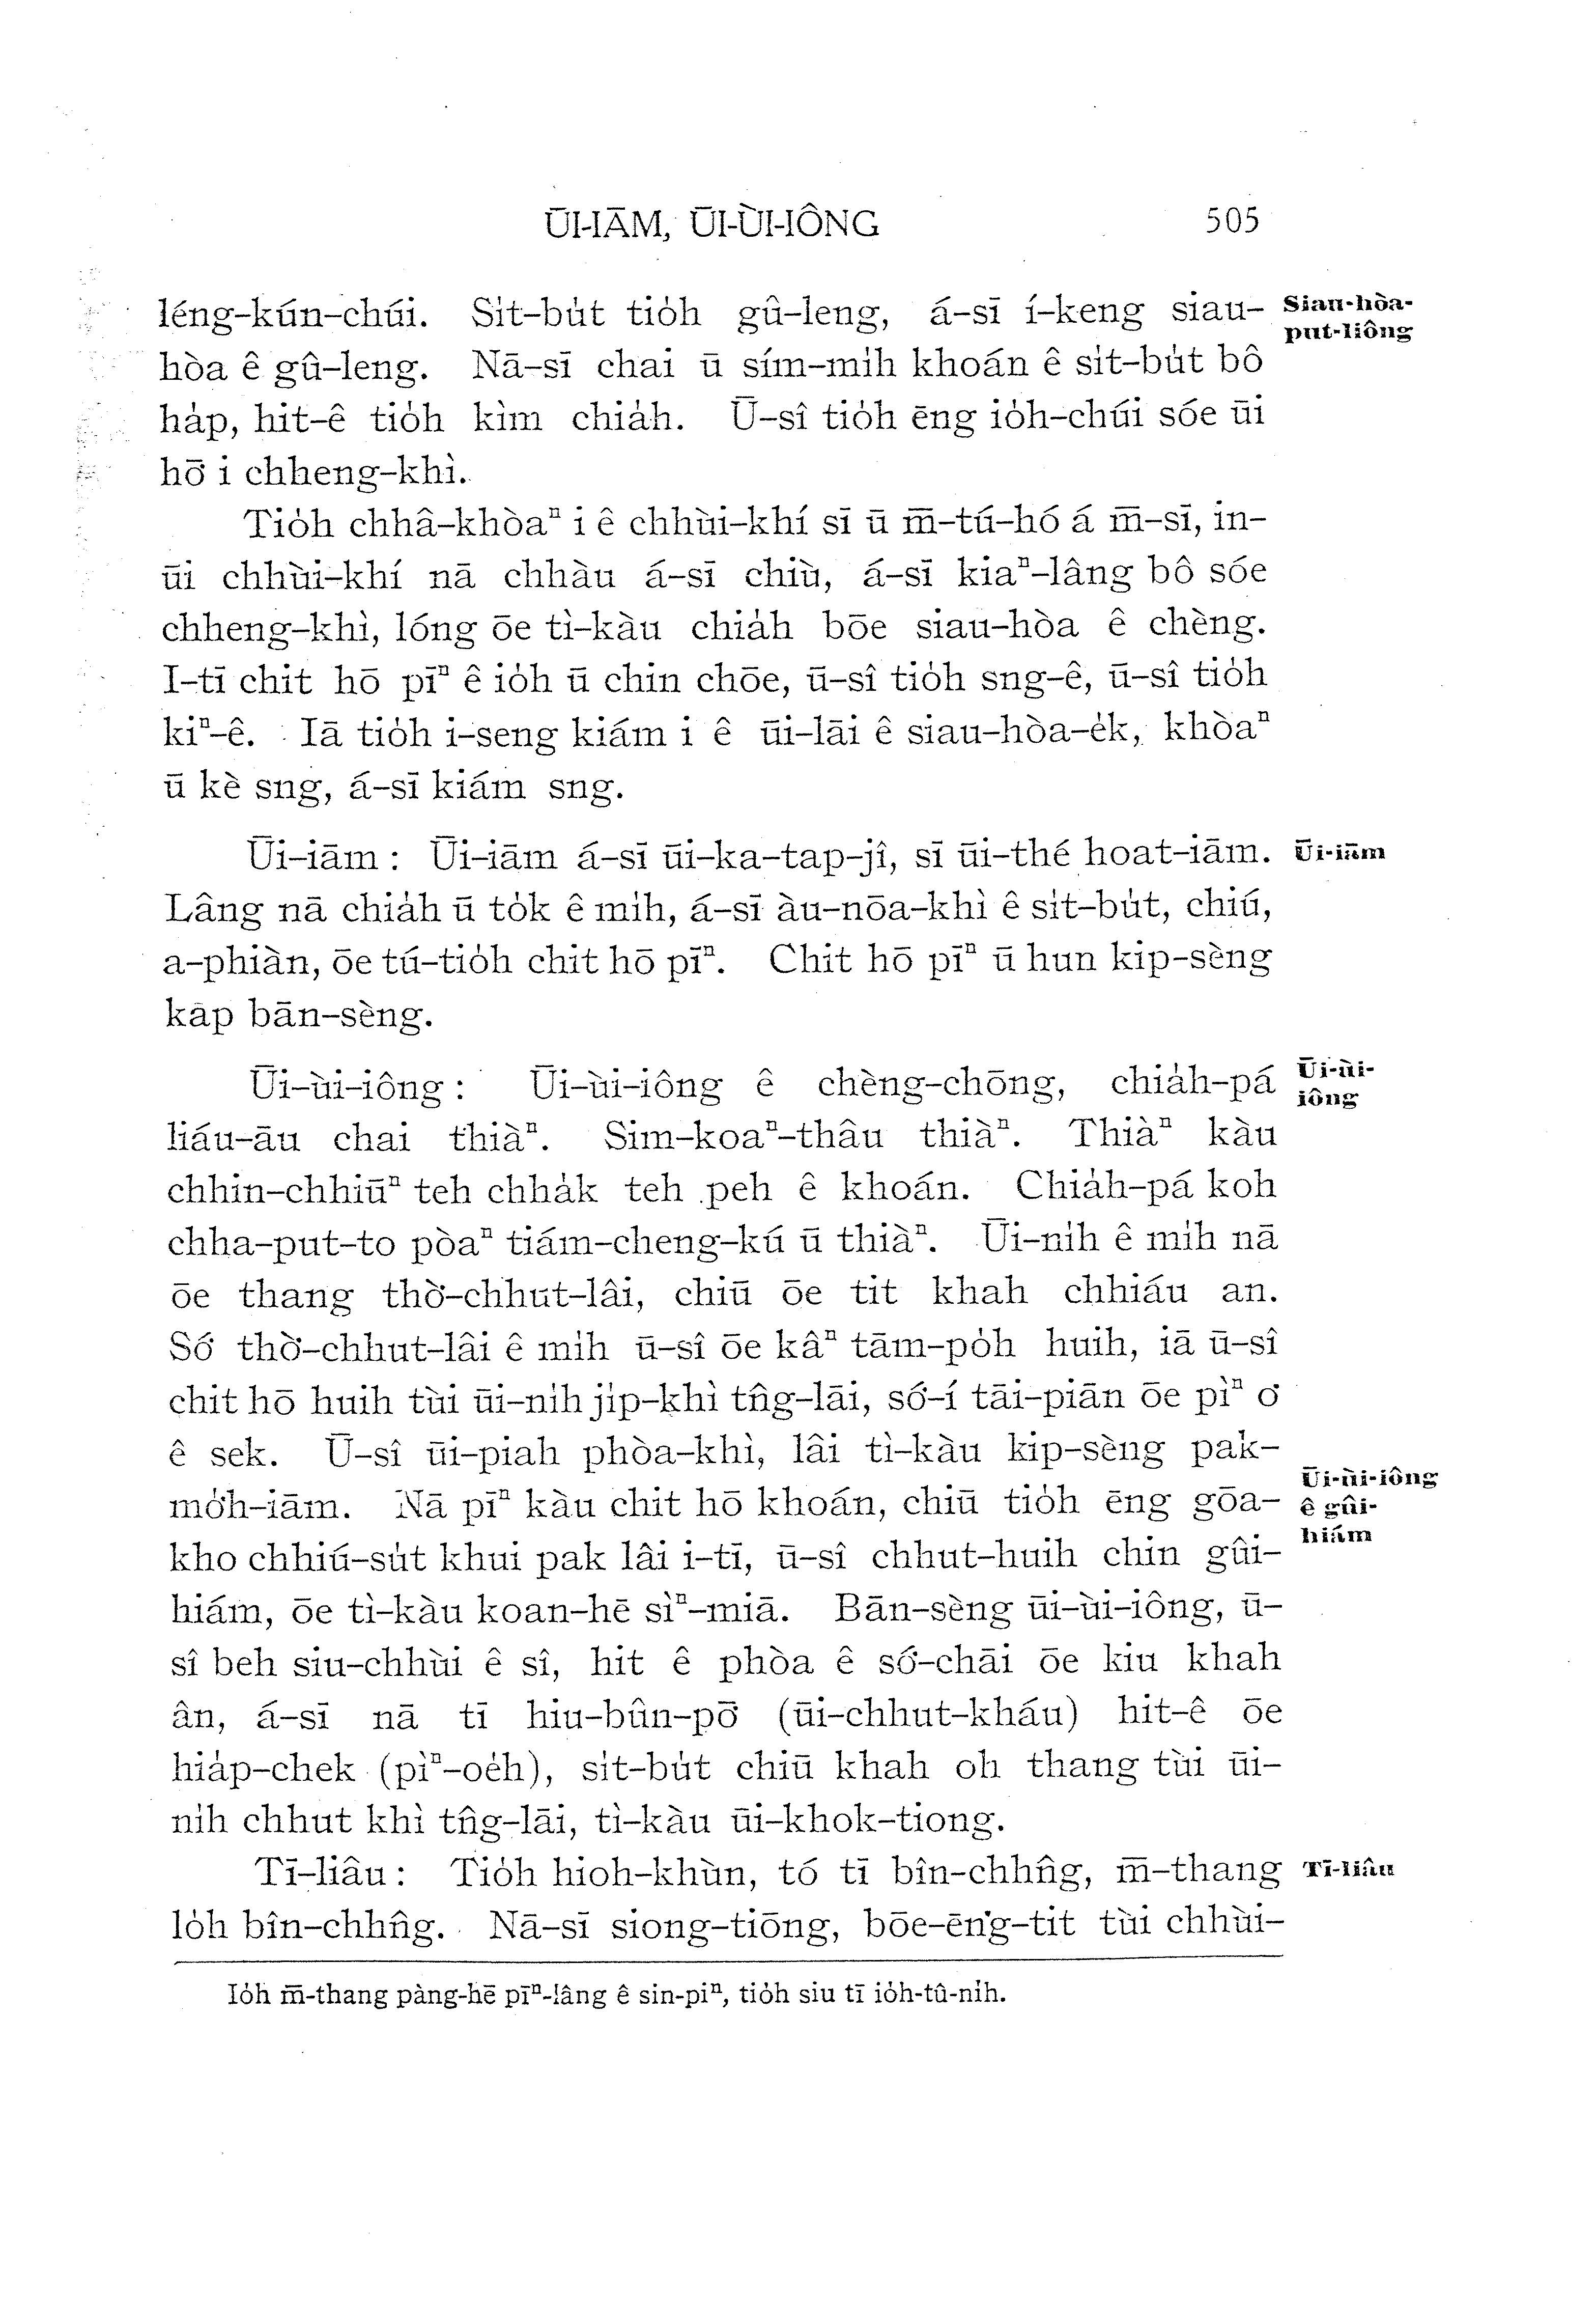 ŪI-IĀM, ŪI-ÙI-IÔNG 505
léng-kún-chúi. Si̍t-bu̍t tio̍h gû-leng, á-sī í-keng siau- Siau-hòa-
put-liông
hòa ê gû-leng. Nā-sī chai ū sím-mi̍h khoán ê si̍t-bu̍t bô
ha̍p, hit-ê tio̍h kìm chia̍h. Ū-sî tio̍h ēng io̍h-chúi sóe ūi
hō͘ i chheng-khì.
Tio̍h chhâ-khòaⁿ i ê chhùi-khí sī ū m̄-tú-hó á m̄-sī, in-
ūi chhùi-khí nā chhàu á-sī chiù, á-sī kiaⁿ-lâng bô sóe
chheng-khì, lóng ōe tì-kàu chia̍h bōe siau-hòa ê chèng.
I-tī chit hō pīⁿ ê io̍h ū chin chōe, ū-sî tio̍h sng-ê, ū-sî tio̍h
kiⁿ-ê. Iā tio̍h i-seng kiám i ê ūi-lāi ê siau-hòa-e̍k, khòaⁿ
ū kè sng, á-sī kiám sng.
Ūi-iām : Ūi-iām á-sī ūi-ka-tap-jî, sī ūi-thé hoat-iām. Ūi-iām
Lâng nā chia̍h ū to̍k ê mi̍h, á-sī àu-nōa-khì ê si̍t-bu̍t, chiú,
a-phiàn, ōe tú-tio̍h chit hō pīⁿ. Chit hō pīⁿ ū hun kip-sèng
kap bān-sèng.
Ūi-ùi-iông : Ūi-ùi-iông ê chèng-chōng, chia̍h-pá Ūi-ùi-
iông
liáu-āu chai thiàⁿ. Sim-koaⁿ-thâu thiàⁿ. Thiàⁿ kàu
chhin-chhiūⁿ teh chha̍k teh peh ê khoán. Chia̍h-pá koh
chha-put-to pòaⁿ tiám-cheng-kú ū thiàⁿ. Ūi-ni̍h ê mi̍h nā
ōe thang thò͘-chhut-lâi, chiū ōe tit khah chhiáu an.
Só͘ thò͘-chhut-lâi ê mi̍h ū-sî ōe kâⁿ tām-po̍h huih, iā ū-sî
chit hō huih tùi ūi-ni̍h ji̍p-khì tn̂g-lāi, só͘-í tāi-piān ōe pìⁿ o͘
ê sek. Ū-sî ūi-piah phòa-khì, lâi tì-kàu kip-sèng pak-
mo̍͘h-iām. Nā pīⁿ kàu chit hō khoán, chiū tio̍h ēng gōa- Ūi-ùi-iông
ê gûi-
hiám
kho chhiú-su̍t khui pak lâi i-tī, ū-sî chhut-huih chin gûi-
hiám, ōe tì-kàu koan-hē sìⁿ-miā. Bān-sèng ūi-ùi-iông, ū-
sî beh siu-chhùi ê sî, hit ê phòa ê só͘-chāi ōe kiu khah
ân, á-sī nā tī hiu-bûn-pō͘ (ūi-chhut-kháu) hit-ê ōe
hia̍p-chek (pìⁿ-oe̍h), si̍t-bu̍t chiū khah oh thang tùi ūi-
ni̍h chhut khì tn̂g-lāi, tì-kàu ūi-khok-tiong.
Tī-liâu : Tio̍h hioh-khùn, tó tī bîn-chhn̂g, m̄-thang Tī-liâu
lo̍h bîn-chhn̂g. Nā-sī siong-tiōng, bōe-ēng-tit tùi chhùi-
Io̍h m̄-thang pàng-hē pīⁿ-lâng ê sin-piⁿ, tio̍h siu tī io̍h-tû-ni̍h.